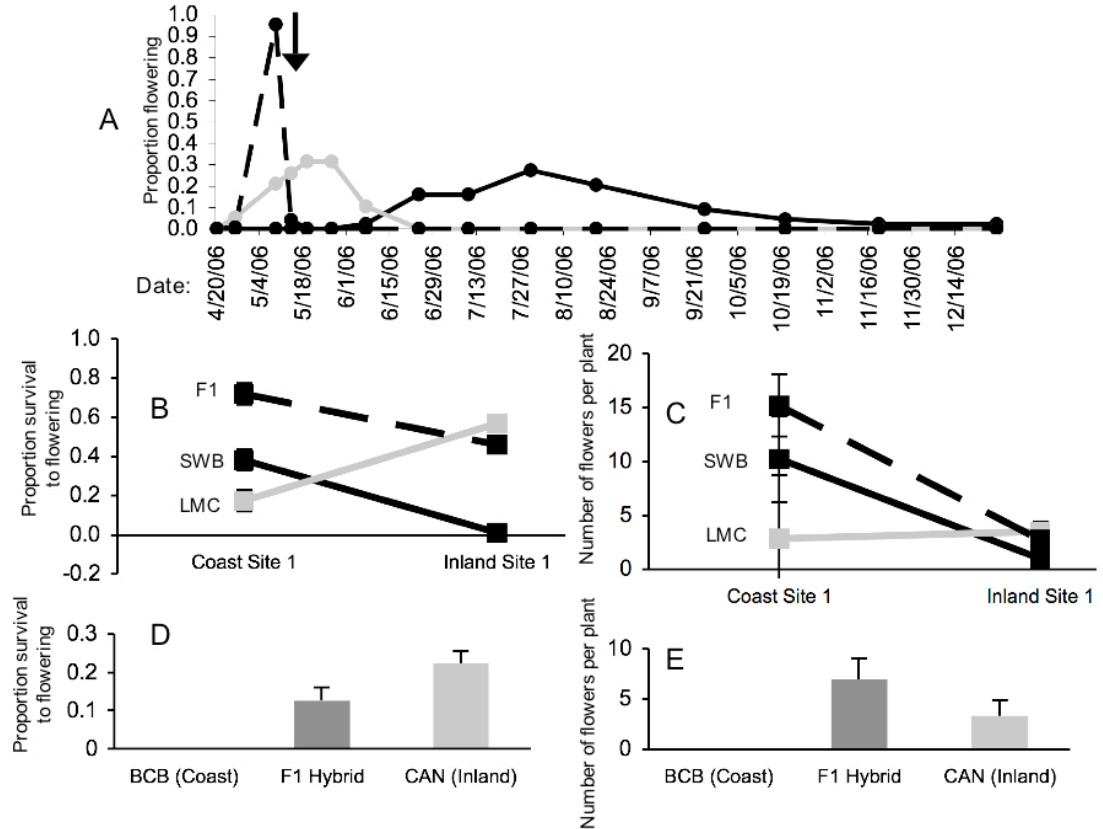 A
Proportion flowering
1.0
0.9
0.8
0.7
0.6
0.5
0.4
0.3
0.2
0.1
0.0
Date:
4/20/06
5/4/06
5/18/06
6/1/06
6/15/06
6/29/06
7/13/06
7/27/06
8/10/06
8/24/06
9/7/06
9/21/06
10/5/06
10/19/06
11/2/06
11/16/06
11/30/06
12/14/06
B
Proportion survival
to flowering
1.0
0.8
0.6
0.4
0.2
0.0
-0.2
F1
SWB
LMC
Coast Site 1
Inland Site 1
C
Number of flowers per plant
20
15
10
5
0
F1
SWB
LMC
Coast Site 1
Inland Site 1
D
Proportion survival
to flowering
0.3
0.2
0.1
0
BCB (Coast)
F1 Hybrid
CAN (Inland)
E
Number of flowers per plant
10
5
0
BCB (Coast)
F1 Hybrid
CAN (Inland)